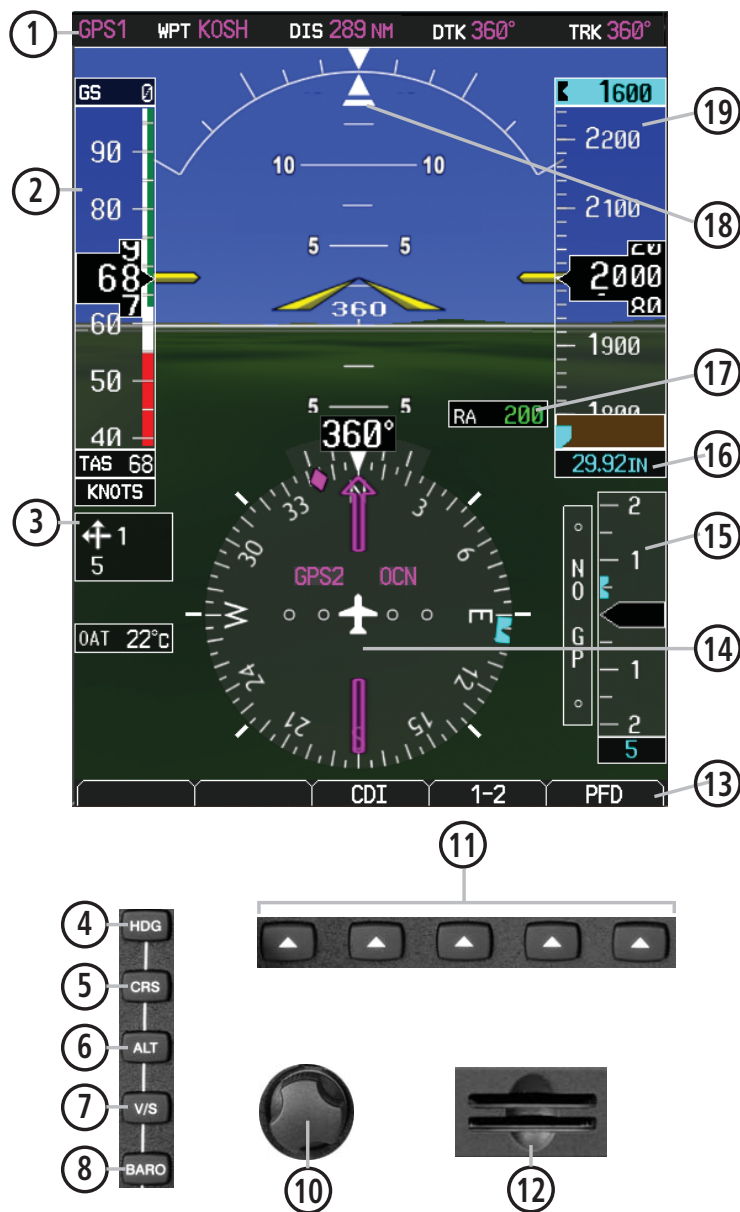 1
GPS1 WPT KOSH DIS 289 NM DTK 360° TRK 360°
GS 0
1600
19
2200
90
10 10
2
18
80
2100
5 5
9
20
68
2000
7
80
360
60
1900
17
50
5 5
RA 200
1800
360°
40
16
TAS 68
29.92IN
KNOTS
2
3
1
5
N
33
3
30
6
15
1
GPS2 OCN
NO GP
W
E
OAT 22°C
14
24
12
1
21
15
S
2
5
13
CDI 1-2 PFD
11
4
HDG
5
CRS
6
ALT
7
V/S
8
BARO
10
12